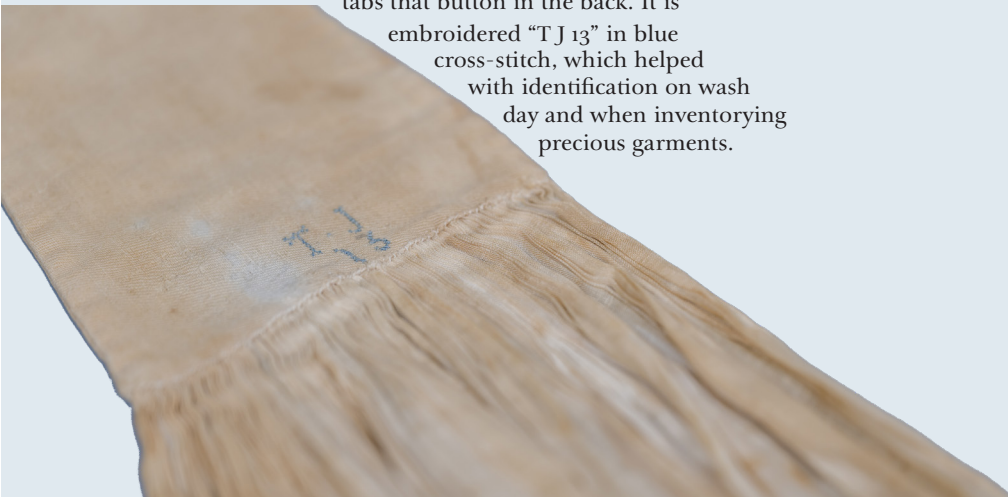 tabs that button in the back. It is
embroidered “T J 13” in blue
cross-stitch, which helped
with identification on wash
day and when inventorying
precious garments.
T J
13